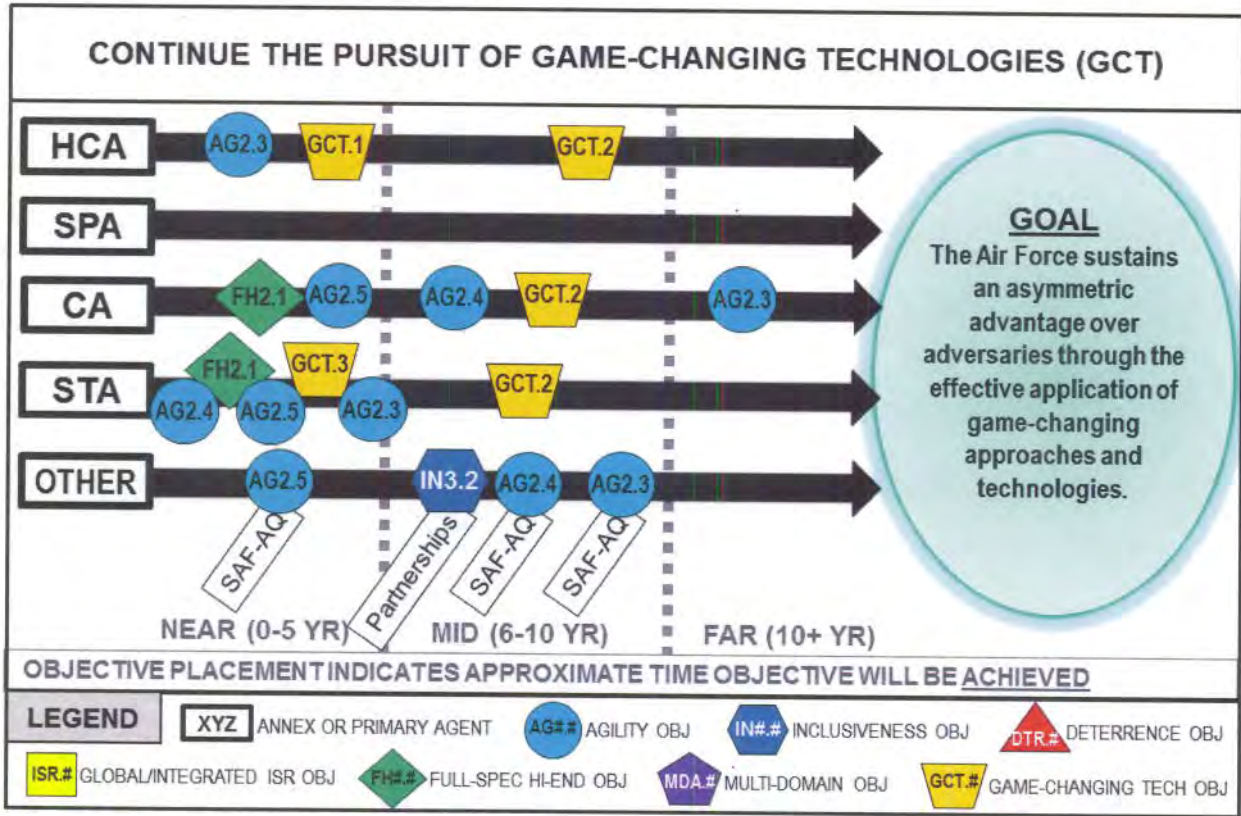 CONTINUE THE PURSUIT OF GAME-CHANGING TECHNOLOGIES (GCT)
HCA
AG2.3
GCT.1
GCT.2
SPA
CA
FH2.1
AG2.5
AG2.4
GCT.2
AG2.3
STA
FH2.1
GCT.3
AG2.4
AG2.5
AG2.3
GCT.2
OTHER
AG2.5
IN3.2
AG2.4
AG2.3
SAF-AQ
Partnerships
SAF-AQ
SAF-AQ
NEAR (0-5 YR)
MID (6-10 YR)
FAR (10+ YR)
GOAL
The Air Force sustains
an asymmetric
advantage over
adversaries through the
effective application of
game-changing
approaches and
technologies.
OBJECTIVE PLACEMENT INDICATES APPROXIMATE TIME OBJECTIVE WILL BE ACHIEVED
LEGEND
XYZ ANNEX OR PRIMARY AGENT
AG#.# AGILITY OBJ
IN#.# INCLUSIVENESS OBJ
DTR.# DETERRENCE OBJ
ISR.# GLOBAL/INTEGRATED ISR OBJ
FH#.# FULL-SPEC HI-END OBJ
MDA.# MULTI-DOMAIN OBJ
GCT.# GAME-CHANGING TECH OBJ